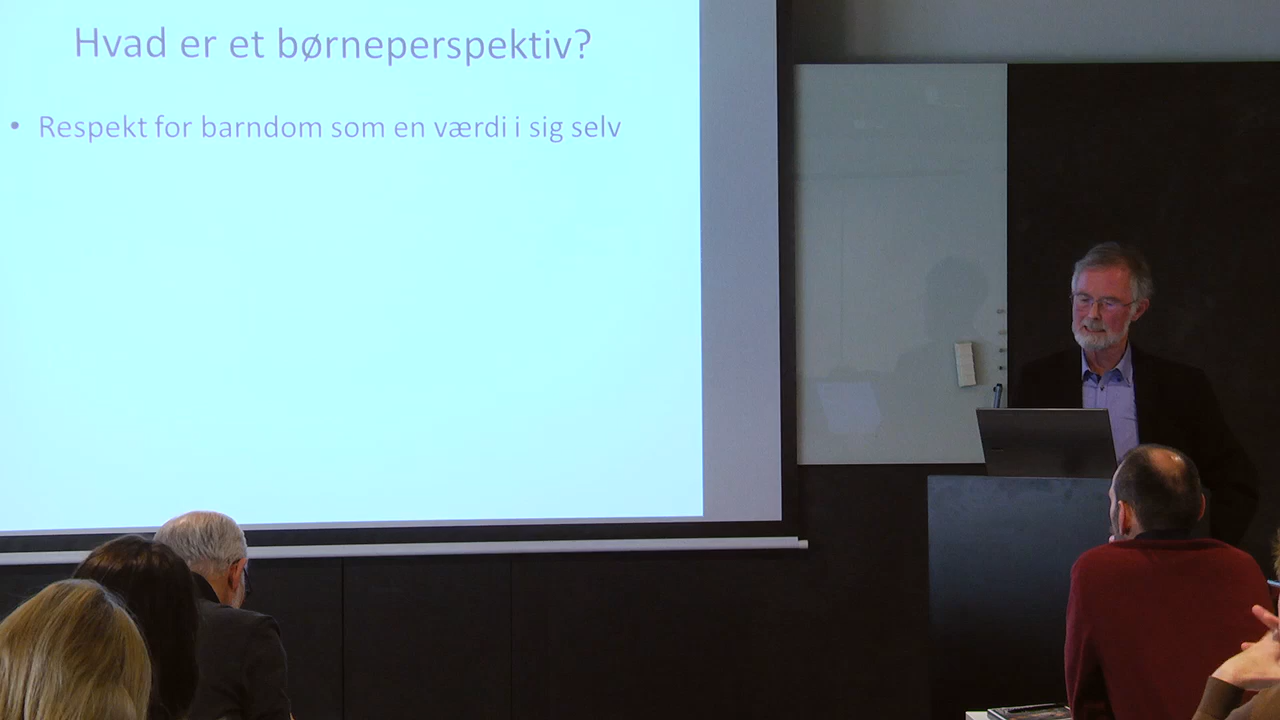 Hvad er et børneperspektiv?
• Respekt for barndom som en værdi i sig selv